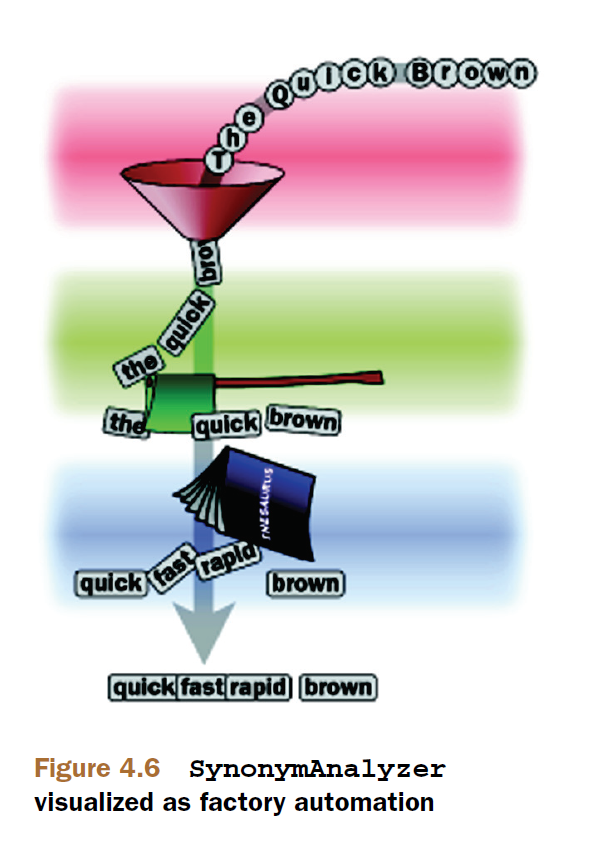 The Quick Brown
bro
quick
the
the quick brown
THESAURUS
quick fast rapid brown
quick fast rapid brown
Figure 4.6 SynonymAnalyzer
visualized as factory automation